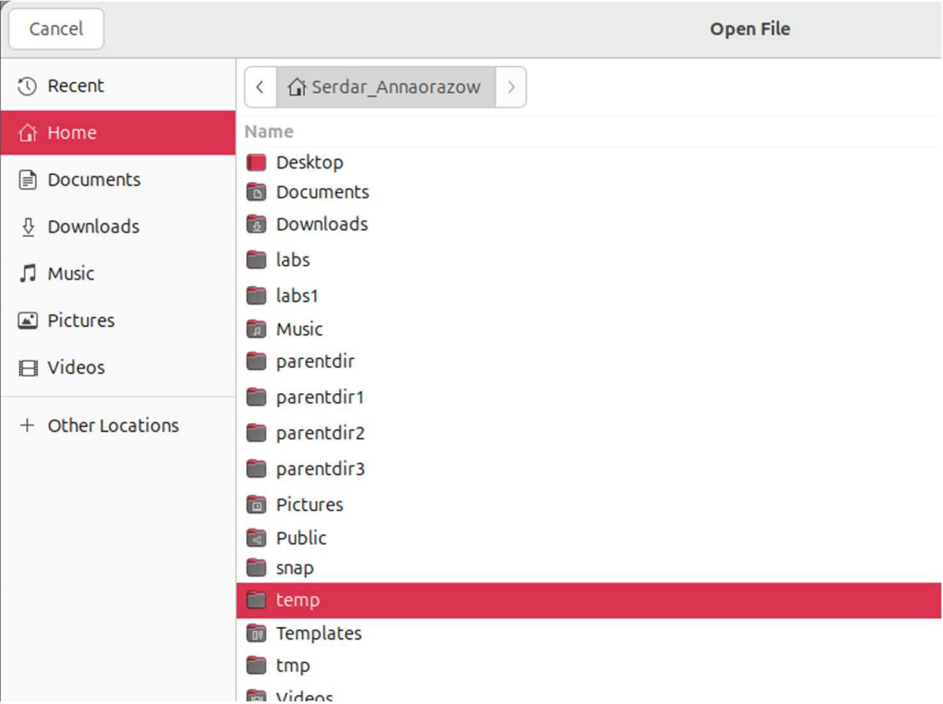 Cancel
Open File
Recent
Home
Documents
Downloads
Music
Pictures
Videos
+ Other Locations
< Serdar_Annaorazow >
Name
Desktop
Documents
Downloads
labs
labs1
Music
parentdir
parentdir1
parentdir2
parentdir3
Pictures
Public
snap
temp
Templates
tmp
Videos